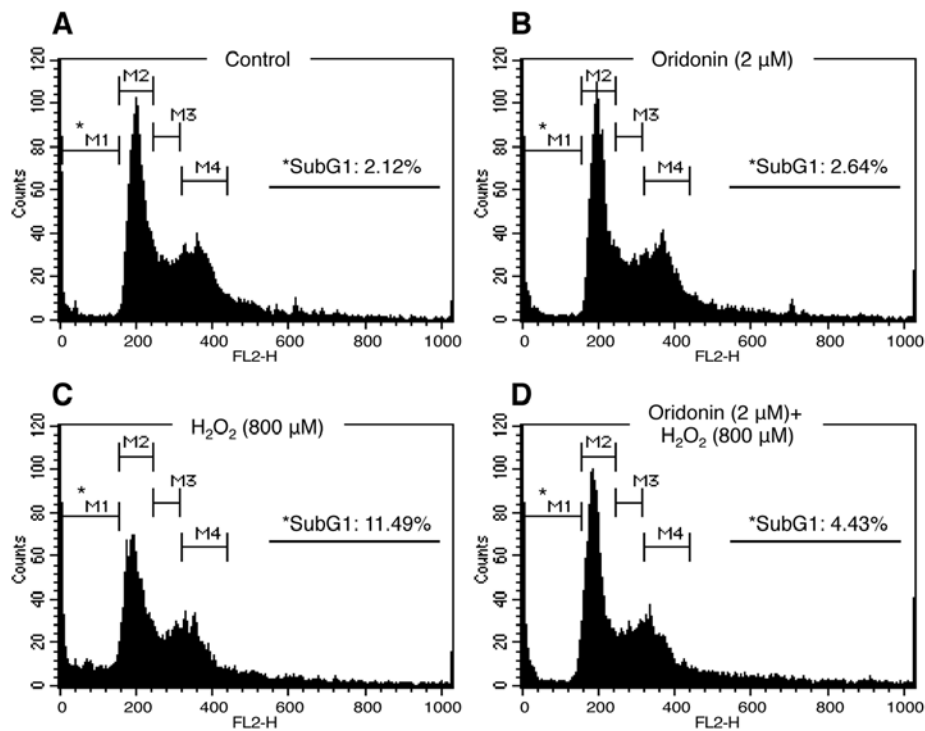 A
Control
120
100
80
60
40
20
0
Counts
M2
M3
* M1
M4
*SubG1: 2.12%
0 200 400 600 800 1000
FL2-H
B
Oridonin (2 μM)
120
100
80
60
40
20
0
Counts
M2
M3
* M1
M4
*SubG1: 2.64%
0 200 400 600 800 1000
FL2-H
C
H₂O₂ (800 μM)
120
100
80
60
40
20
0
Counts
M2
M3
* M1
M4
*SubG1: 11.49%
0 200 400 600 800 1000
FL2-H
D
Oridonin (2 μM)+
H₂O₂ (800 μM)
120
100
80
60
40
20
0
Counts
M2
M3
* M1
M4
*SubG1: 4.43%
0 200 400 600 800 1000
FL2-H